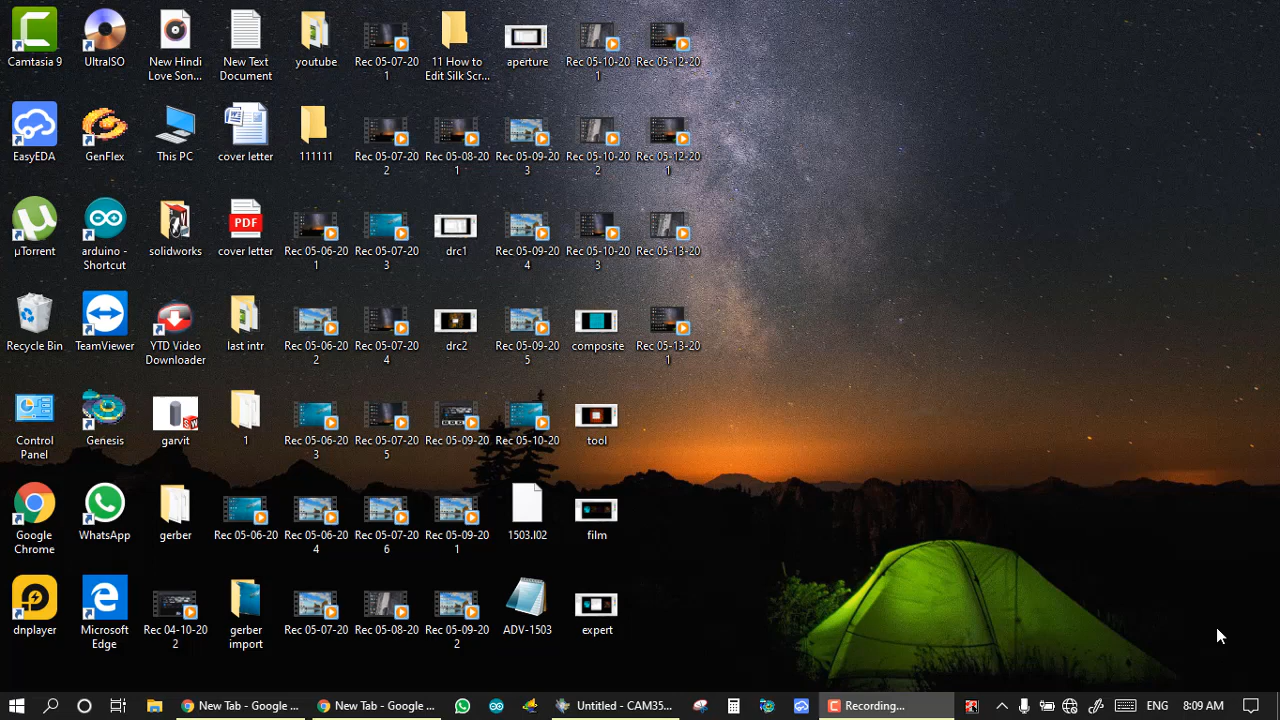 Camtasia 9
UltraISO
New Hindi
Love Son...
New Text
Document
youtube
Rec 05-07-20
1
11 How to
Edit Silk Scr...
aperture
Rec 05-10-20
1
Rec 05-12-20
EasyEDA
GenFlex
This PC
cover letter
111111
Rec 05-07-20
2
Rec 05-08-20
1
Rec 05-09-20
3
Rec 05-10-20
2
Rec 05-12-20
1
µTorrent
arduino -
Shortcut
solidworks
PDF
cover letter
Rec 05-06-20
1
Rec 05-07-20
3
drc1
Rec 05-09-20
4
Rec 05-10-20
3
Rec 05-13-20
Recycle Bin
TeamViewer
YTD Video
Downloader
last intr
Rec 05-06-20
2
Rec 05-07-20
4
drc2
Rec 05-09-20
5
composite
Rec 05-13-20
1
Control
Panel
Genesis
garvit
1
Rec 05-06-20
3
Rec 05-07-20
5
Rec 05-09-20
Rec 05-10-20
tool
Google
Chrome
WhatsApp
gerber
Rec 05-06-20
Rec 05-06-20
4
Rec 05-07-20
6
Rec 05-09-20
1
1503.I02
film
dnplayer
Microsoft
Edge
Rec 04-10-20
2
gerber
import
Rec 05-07-20
Rec 05-08-20
Rec 05-09-20
2
ADV-1503
expert
New Tab - Google ...
New Tab - Google ...
Untitled - CAM35...
Recording...
ENG
8:09 AM